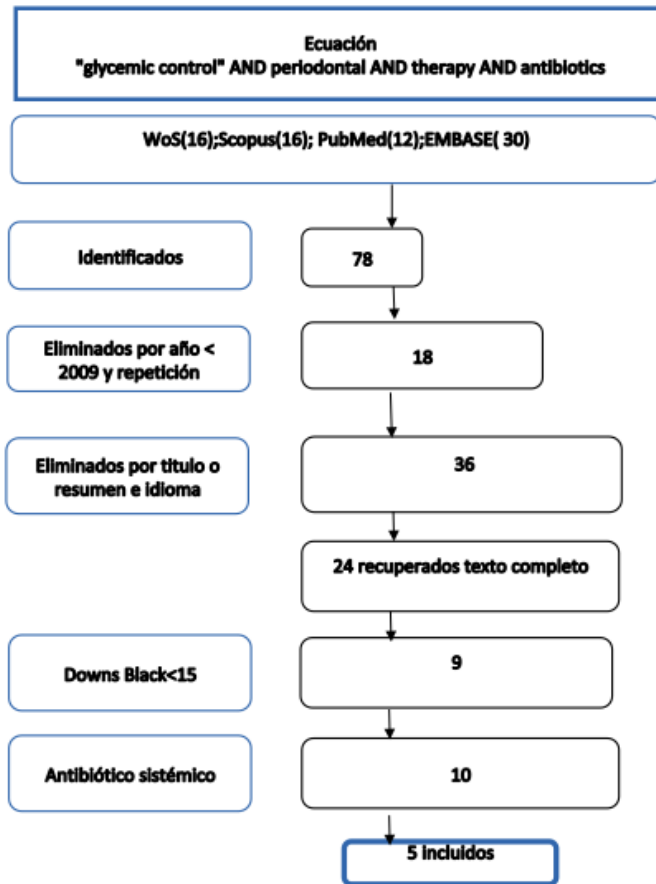 Ecuación
"glycemic control" AND periodontal AND therapy AND antibiotics
WoS(16);Scopus(16); PubMed(12);EMBASE( 30)
Identificados
78
Eliminados por año <
2009 y repetición
18
Eliminados por titulo o
resumen e idioma
36
24 recuperados texto completo
Downs Black<15
9
Antibiótico sistémico
10
5 incluidos